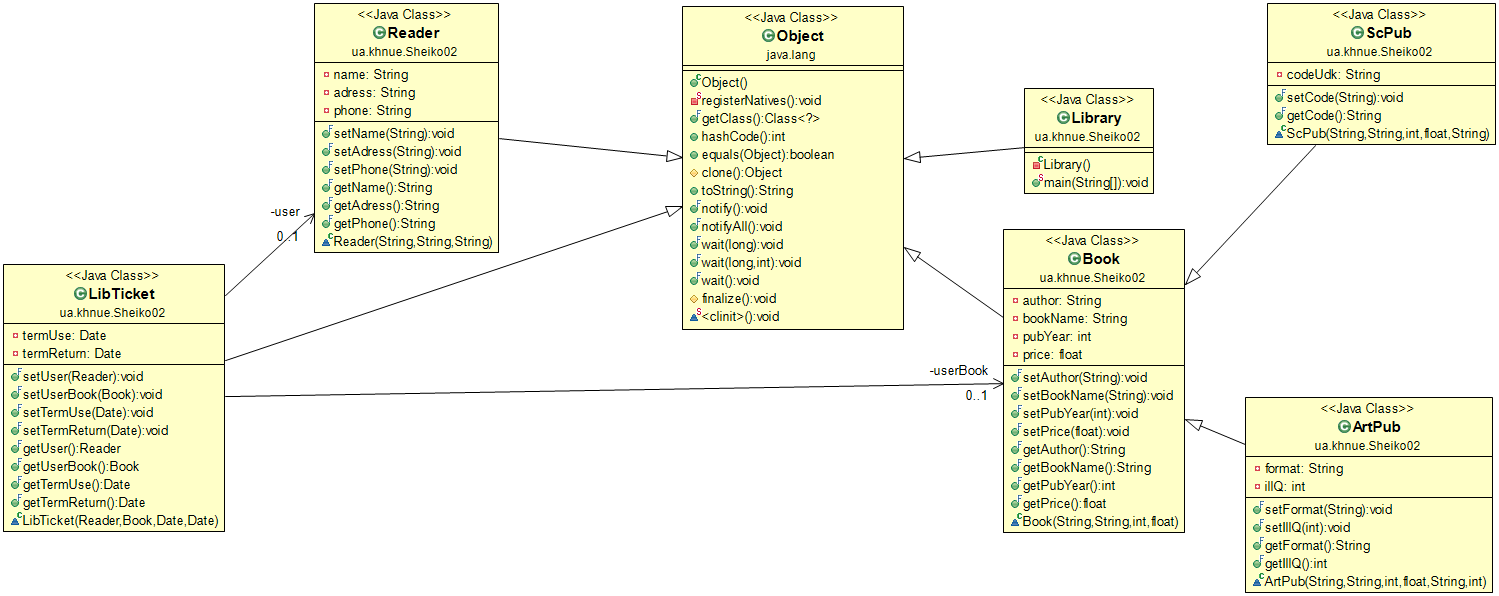 <<Java Class>>
Reader
ua.khnue.Sheiko02
name: String
adress: String
phone: String
setName(String):void
setAdress(String):void
setPhone(String):void
getName():String
getAdress():String
getPhone():String
Reader(String,String,String)
<<Java Class>>
Object
java.lang
Object()
registerNatives():void
getClass():Class<?>
hashCode():int
equals(Object):boolean
clone():Object
toString():String
notify():void
notifyAll():void
wait(long):void
wait(long,int):void
wait():void
finalize():void
<clinit>():void
<<Java Class>>
Library
ua.khnue.Sheiko02
Library()
main(String[]):void
<<Java Class>>
ScPub
ua.khnue.Sheiko02
codeUdk: String
setCode(String):void
getCode():String
ScPub(String,String,int,float,String)
-user
0..1
<<Java Class>>
LibTicket
ua.khnue.Sheiko02
termUse: Date
termReturn: Date
setUser(Reader):void
setUserBook(Book):void
setTermUse(Date):void
setTermReturn(Date):void
getUser():Reader
getUserBook():Book
getTermUse():Date
getTermReturn():Date
LibTicket(Reader,Book,Date,Date)
-userBook
0..1
<<Java Class>>
Book
ua.khnue.Sheiko02
author: String
bookName: String
pubYear: int
price: float
setAuthor(String):void
setBookName(String):void
setPubYear(int):void
setPrice(float):void
getAuthor():String
getBookName():String
getPubYear():int
getPrice():float
Book(String,String,int,float)
<<Java Class>>
ArtPub
ua.khnue.Sheiko02
format: String
illQ: int
setFormat(String):void
setIllQ(int):void
getFormat():String
getIllQ():int
ArtPub(String,String,int,float,String,int)